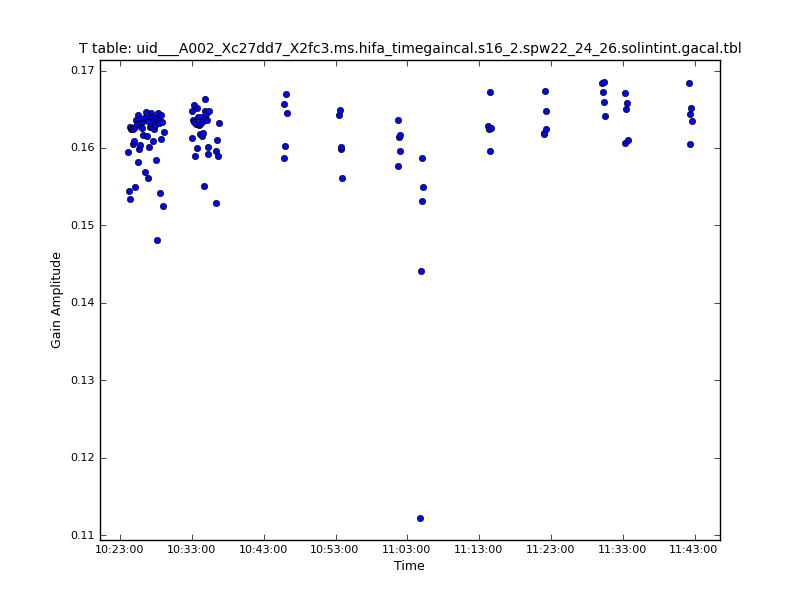 T table: uid___A002_Xc27dd7_X2fc3.ms.hifa_timegaincal.s16_2.spw22_24_26.solintint.gacal.tbl
0.17
0.16
0.15
0.14
0.13
0.12
0.11
Gain Amplitude
10:23:00 10:33:00 10:43:00 10:53:00 11:03:00 11:13:00 11:23:00 11:33:00 11:43:00
Time